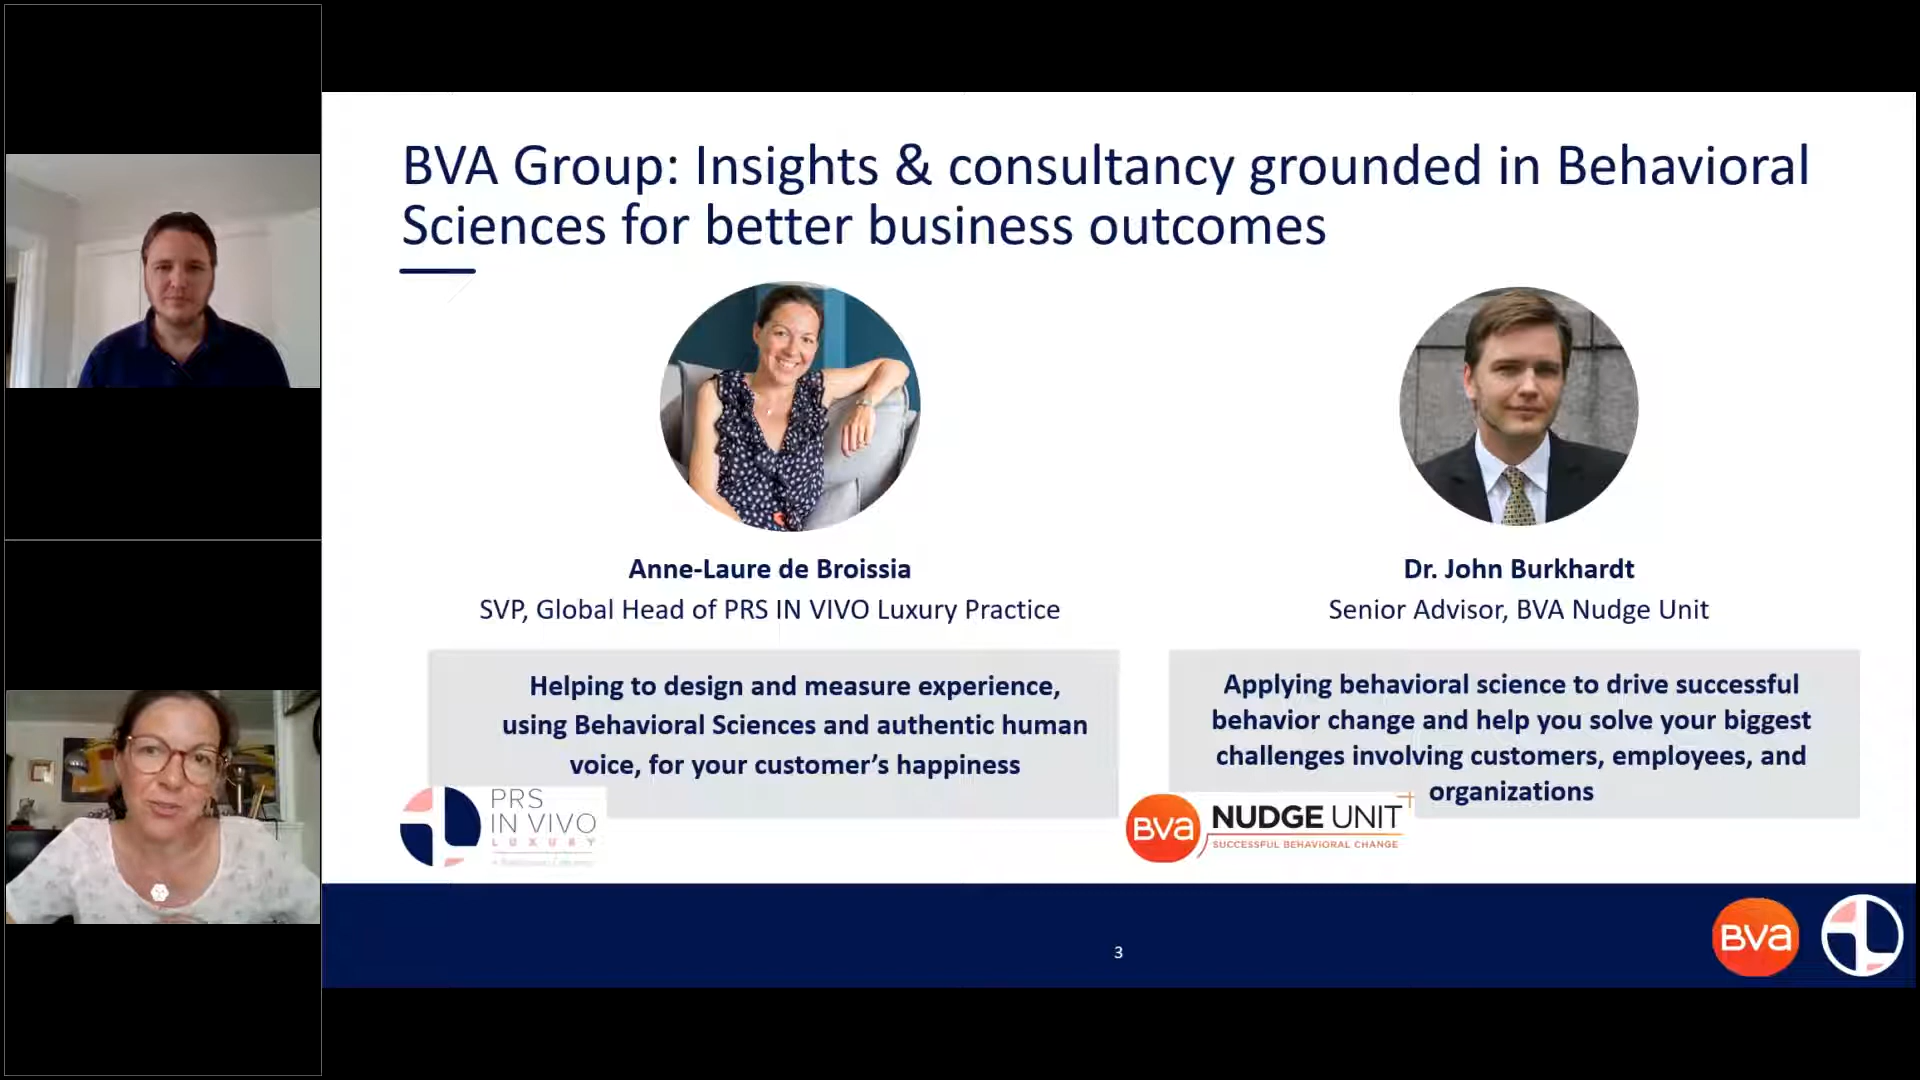 BVA Group: Insights & consultancy grounded in Behavioral
Sciences for better business outcomes
Anne-Laure de Broissia
SVP, Global Head of PRS IN VIVO Luxury Practice
Helping to design and measure experience,
using Behavioral Sciences and authentic human
voice, for your customer's happiness
PRS
IN VIVO
LUXURY
Dr. John Burkhardt
Senior Advisor, BVA Nudge Unit
Applying behavioral science to drive successful
behavior change and help you solve your biggest
challenges involving customers, employees, and
organizations
BVA
NUDGE UNIT
SUCCESSFUL BEHAVIORAL CHANGE
3
BVA